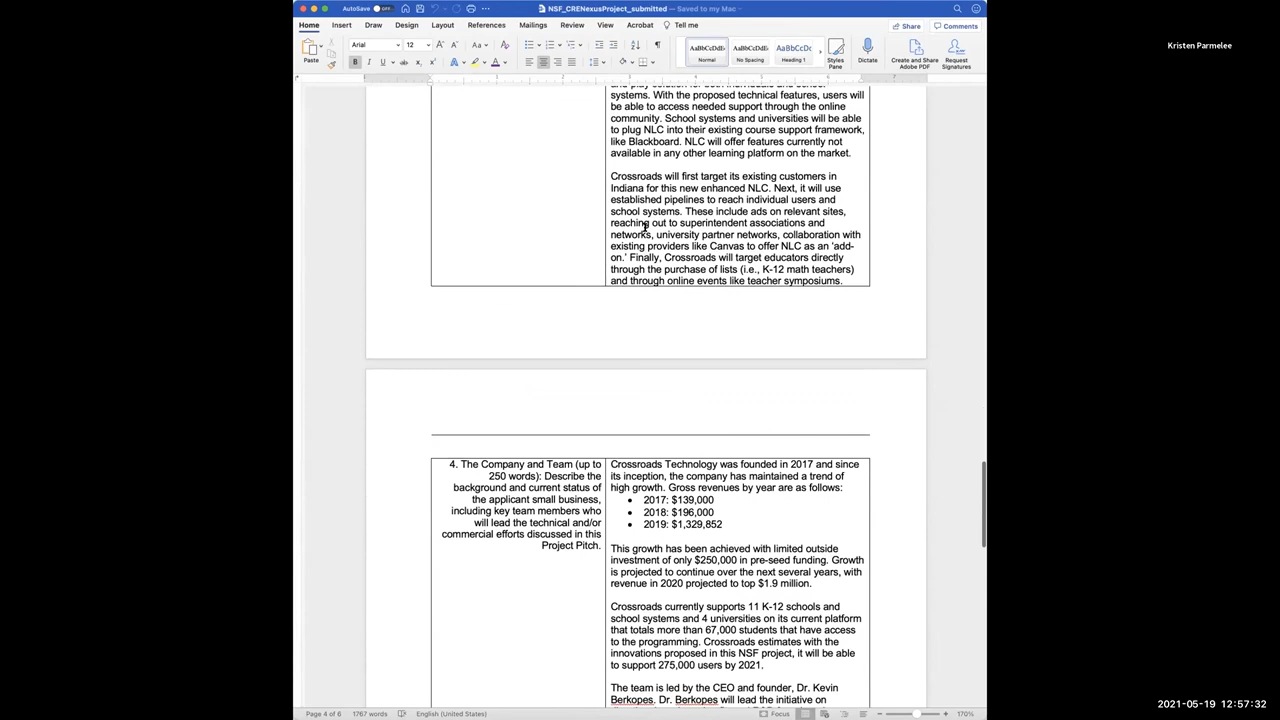 AutoSave
OFF
NSF_CRENexusProject_submitted — Saved to my Mac
Home
Insert
Draw
Design
Layout
References
Mailings
Review
View
Acrobat
Tell me
Share
Comments
Paste
Arial
12
AaBbCcDdEe
Normal
No Spacing
Heading 1
Styles
Pane
Dictate
Create and Share
Adobe PDF
Request
Signatures
Kristen Parmelee
systems. With the proposed technical features, users will
be able to access needed support through the online
community. School systems and universities will be able
to plug NLC into their existing course support framework,
like Blackboard. NLC will offer features currently not
available in any other learning platform on the market.
Crossroads will first target its existing customers in
Indiana for this new enhanced NLC. Next, it will use
established pipelines to reach individual users and
school systems. These include ads on relevant sites,
reaching out to superintendent associations and
networks, university partner networks, collaboration with
existing providers like Canvas to offer NLC as an 'add-
on.' Finally, Crossroads will target educators directly
through the purchase of lists (i.e., K-12 math teachers)
and through online events like teacher symposiums.
4. The Company and Team (up to
250 words): Describe the
background and current status of
the applicant small business,
including key team members who
will lead the technical and/or
commercial efforts discussed in this
Project Pitch.
Crossroads Technology was founded in 2017 and since
its inception, the company has maintained a trend of
high growth. Gross revenues by year are as follows:
• 2017: $139,000
• 2018: $196,000
• 2019: $1,329,852
This growth has been achieved with limited outside
investment of only $250,000 in pre-seed funding. Growth
is projected to continue over the next several years, with
revenue in 2020 projected to top $1.9 million.
Crossroads currently supports 11 K-12 schools and
school systems and 4 universities on its current platform
that totals more than 67,000 students that have access
to the programming. Crossroads estimates with the
innovations proposed in this NSF project, it will be able
to support 275,000 users by 2021.
The team is led by the CEO and founder, Dr. Kevin
Berkopes. Dr. Berkopes will lead the initiative on
Page 4 of 6
1767 words
English (United States)
Focus
170%
2021-05-19 12:57:32